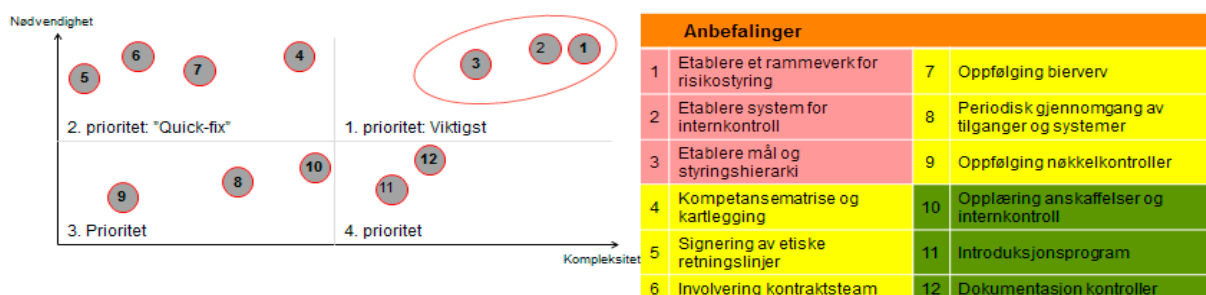 Nødvendighet
6
4
3
2
1
5
7
2. prioritet: "Quick-fix"
1. prioritet: Viktigst
9
8
10
11
12
3. Prioritet
4. prioritet
Kompleksitet
Anbefalinger
1 Etablere et rammeverk for
risikostyring
7 Oppfølging bierverv
2 Etablere system for
internkontroll
8 Periodisk gjennomgang av
tilganger og systemer
3 Etablere mål og
styringshierarki
9 Oppfølging nøkkelkontroller
4 Kompetansematrise og
kartlegging
10 Opplæring anskaffelser og
internkontroll
5 Signering av etiske
retningslinjer
11 Introduksjonsprogram
6 Involvering kontraktsteam
12 Dokumentasjon kontroller